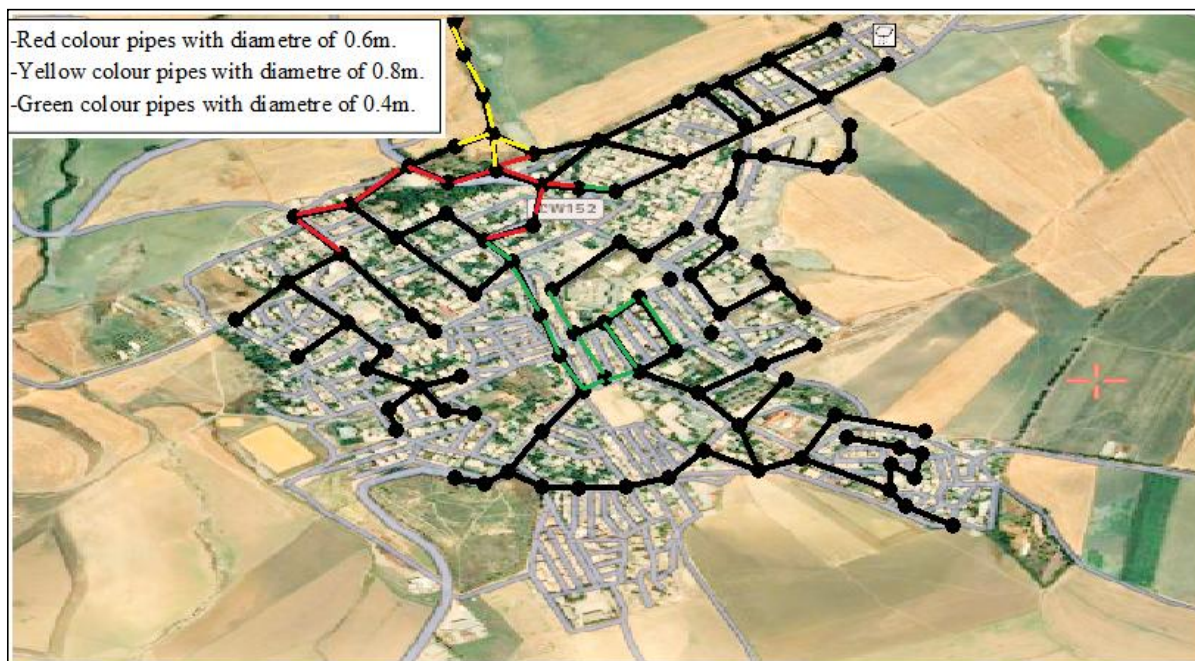 -Red colour pipes with diametre of 0.6m.
-Yellow colour pipes with diametre of 0.8m.
-Green colour pipes with diametre of 0.4m.
CW152